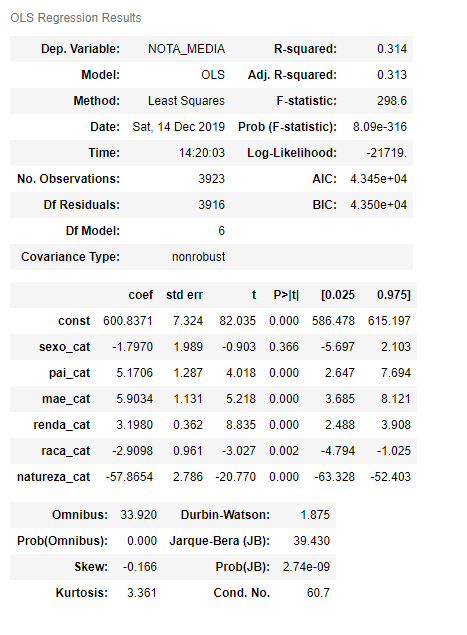 OLS Regression Results
Dep. Variable: NOTA_MEDIA R-squared: 0.314
Model: OLS Adj. R-squared: 0.313
Method: Least Squares F-statistic: 298.6
Date: Sat, 14 Dec 2019 Prob (F-statistic): 8.09e-316
Time: 14:20:03 Log-Likelihood: -21719.
No. Observations: 3923 AIC: 4.345e+04
Df Residuals: 3916 BIC: 4.350e+04
Df Model: 6
Covariance Type: nonrobust
coef std err t P>|t| [0.025 0.975]
const 600.8371 7.324 82.035 0.000 586.478 615.197
sexo_cat -1.7970 1.989 -0.903 0.366 -5.697 2.103
pai_cat 5.1706 1.287 4.018 0.000 2.647 7.694
mae_cat 5.9034 1.131 5.218 0.000 3.685 8.121
renda_cat 3.1980 0.362 8.835 0.000 2.488 3.908
raca_cat -2.9098 0.961 -3.027 0.002 -4.794 -1.025
natureza_cat -57.8654 2.786 -20.770 0.000 -63.328 -52.403
Omnibus: 33.920 Durbin-Watson: 1.875
Prob(Omnibus): 0.000 Jarque-Bera (JB): 39.430
Skew: -0.166 Prob(JB): 2.74e-09
Kurtosis: 3.361 Cond. No. 60.7